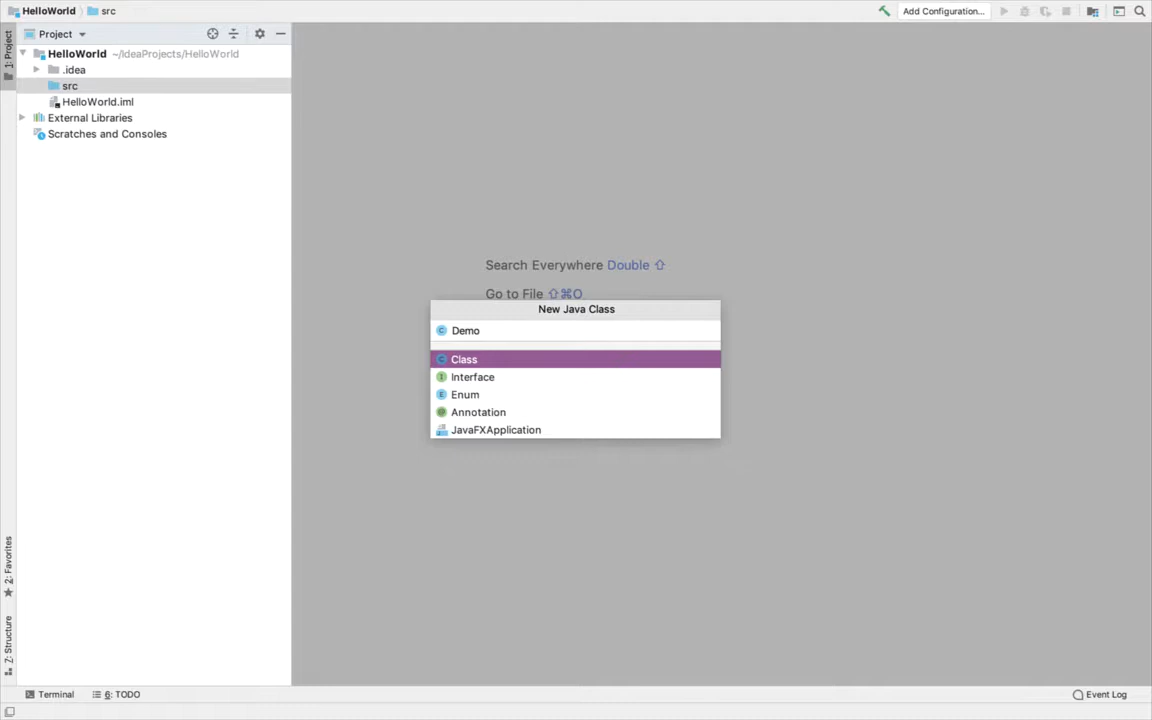 HelloWorld src
Add Configuration...
1: Project
Project
HelloWorld ~/IdeaProjects/HelloWorld
.idea
src
HelloWorld.iml
External Libraries
Scratches and Consoles
Search Everywhere Double ⇧
Go to File ⇧⌘O
New Java Class
Demo
Class
Interface
Enum
Annotation
JavaFXApplication
2: Favorites
7: Structure
Terminal
6: TODO
Event Log